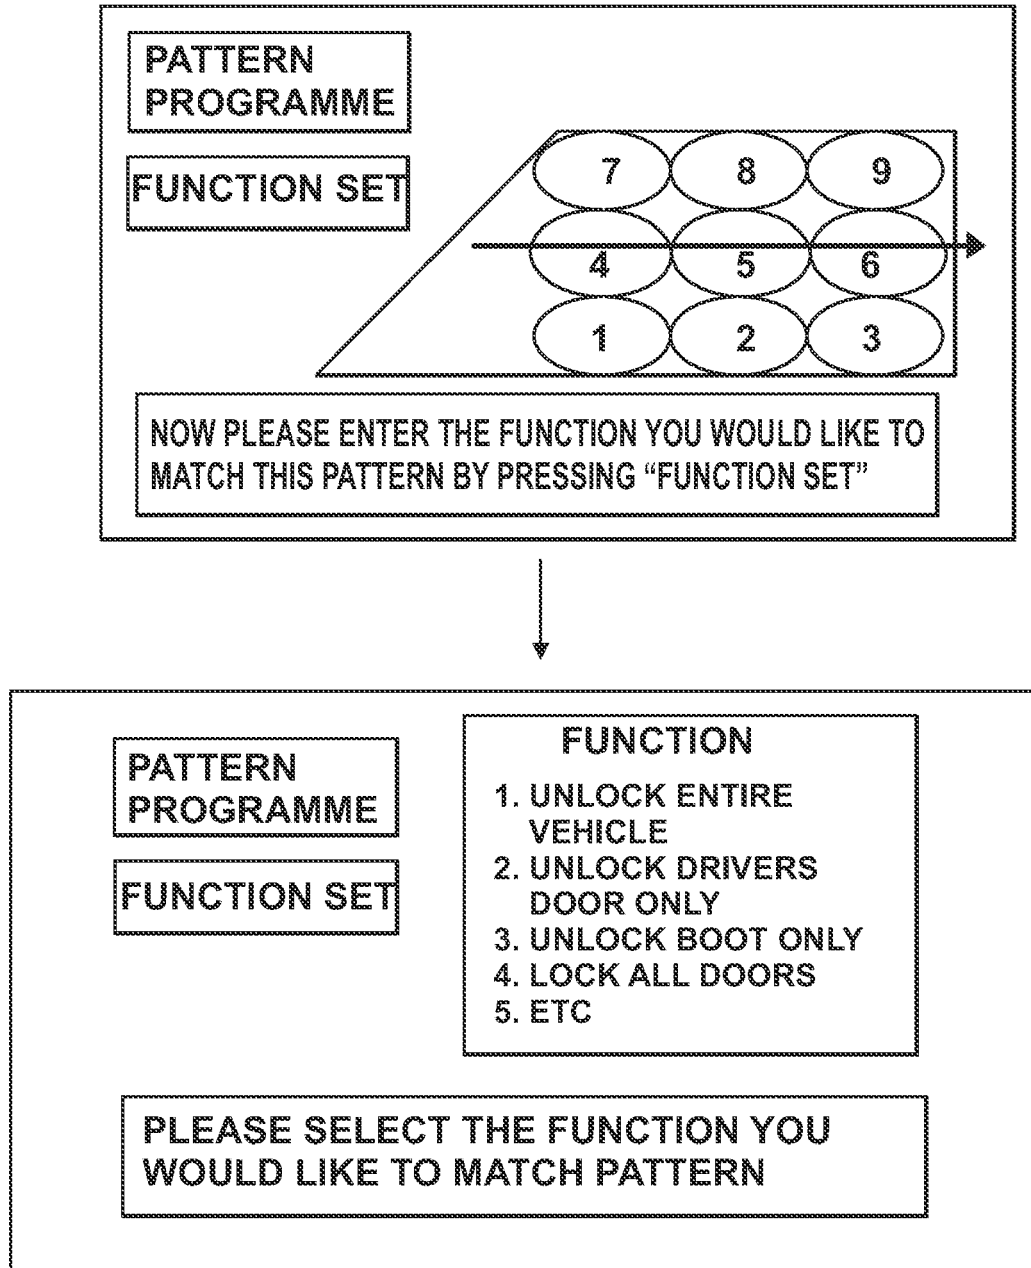 PATTERN
PROGRAMME
FUNCTION SET
7 8 9
4 5 6
1 2 3
NOW PLEASE ENTER THE FUNCTION YOU WOULD LIKE TO
MATCH THIS PATTERN BY PRESSING “FUNCTION SET”
PATTERN
PROGRAMME
FUNCTION SET
FUNCTION
1. UNLOCK ENTIRE
VEHICLE
2. UNLOCK DRIVERS
DOOR ONLY
3. UNLOCK BOOT ONLY
4. LOCK ALL DOORS
5. ETC
PLEASE SELECT THE FUNCTION YOU
WOULD LIKE TO MATCH PATTERN